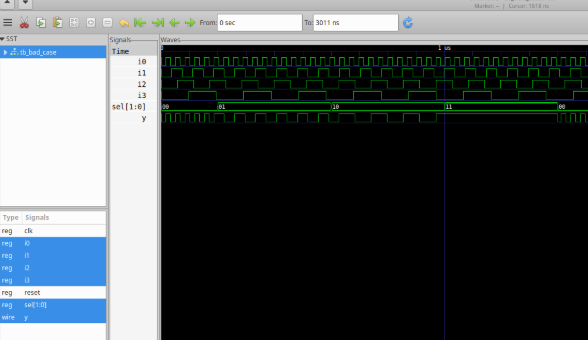 Marker: -- | Cursor: 1618 ns
From: 0 sec To: 3011 ns
SST
tb_bad_case
Type Signals
reg clk
reg i0
reg i1
reg i2
reg i3
reg reset
reg sel[1:0]
wire y
Signals
Time
i0
i1
i2
i3
sel[1:0]
y
Waves
1 us
00 01 10 11 00